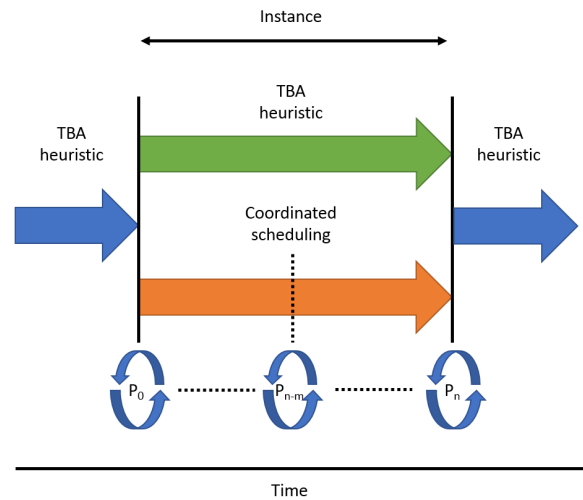 Instance
TBA
heuristic
TBA
heuristic
TBA
heuristic
Coordinated
scheduling
P0
Pn-m
Pn
Time